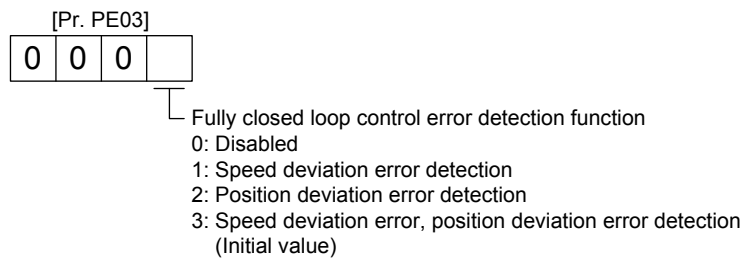 [Pr. PE03]
0 0 0
Fully closed loop control error detection function
0: Disabled
1: Speed deviation error detection
2: Position deviation error detection
3: Speed deviation error, position deviation error detection
(Initial value)